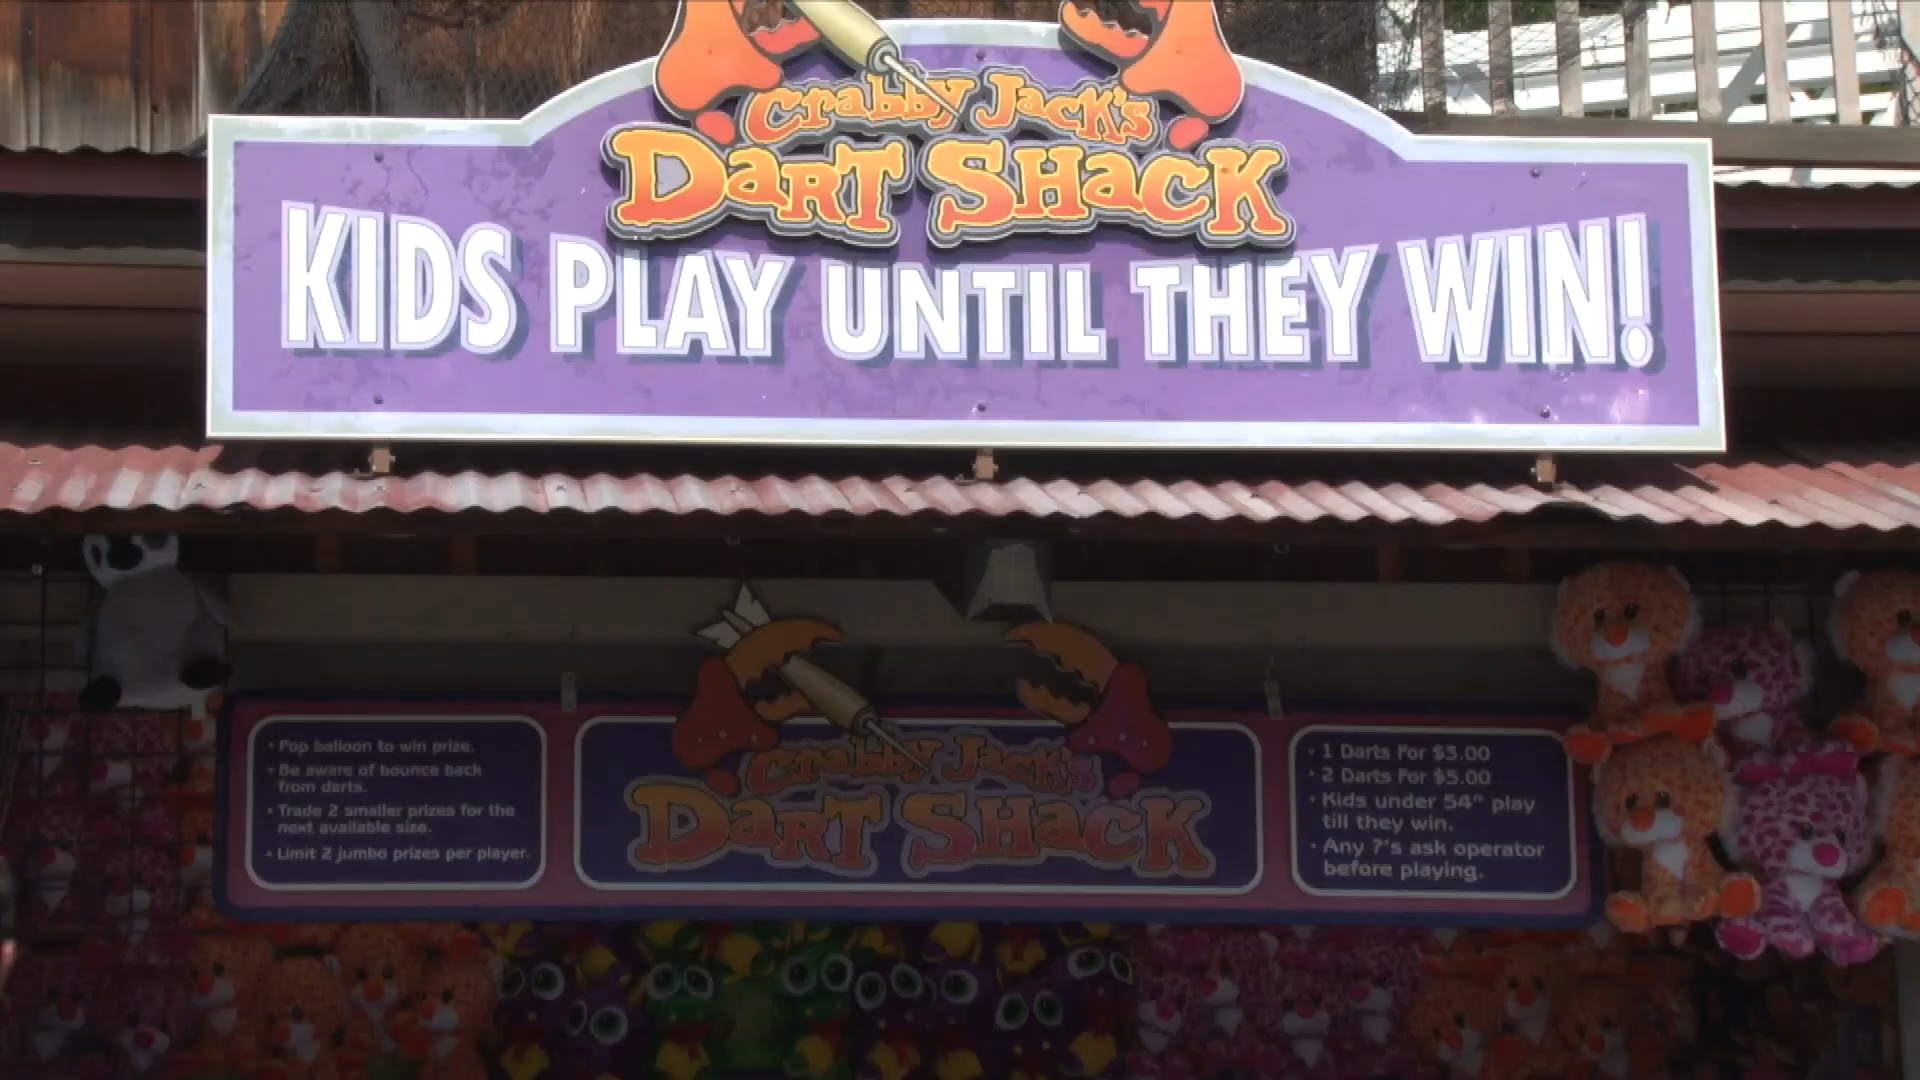 Crabby Jack's
DART SHACK
KIDS PLAY UNTIL THEY WIN!
• Pop balloon to win prize.
• Be aware of bounce back
from darts.
• Trade 2 smaller prizes for the
next available size.
• Limit 2 jumbo prizes per player.
Crabby Jack's
DART SHACK
• 1 Darts For $3.00
• 2 Darts For $5.00
• Kids under 54" play
till they win.
• Any ?'s ask operator
before playing.